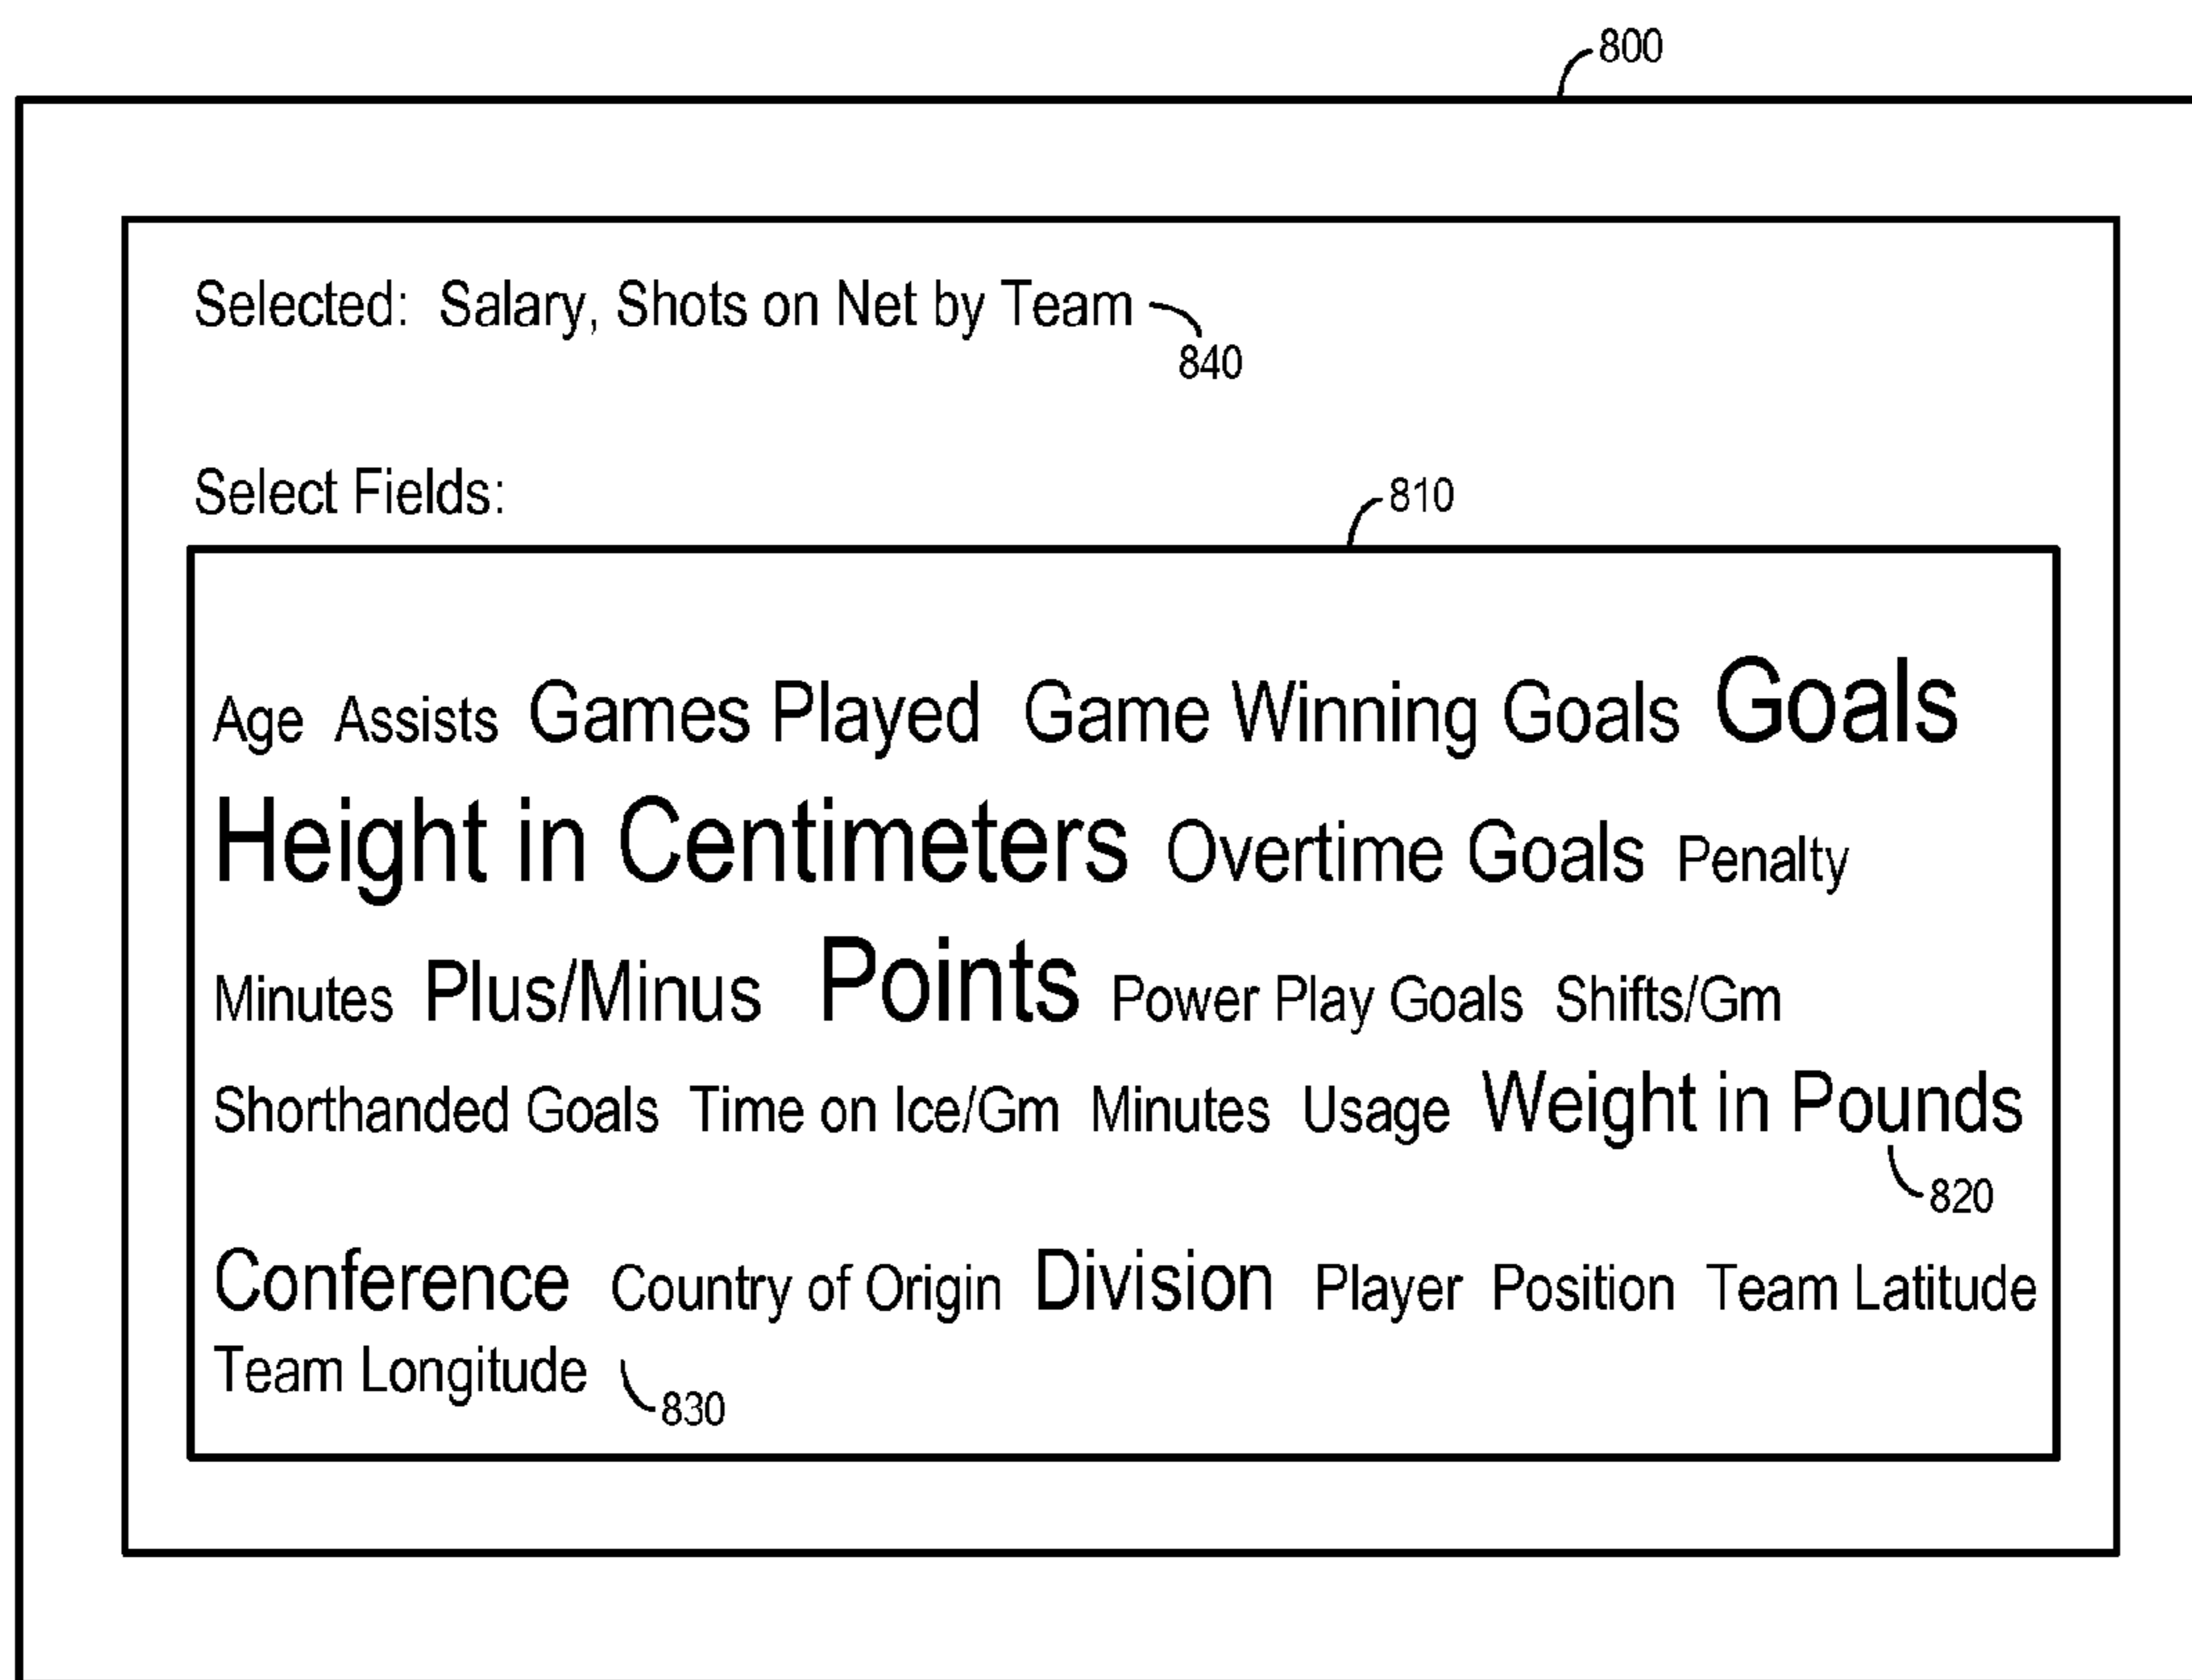 800
Selected: Salary, Shots on Net by Team
840
Select Fields:
810
Age Assists Games Played Game Winning Goals Goals
Height in Centimeters Overtime Goals Penalty
Minutes Plus/Minus Points Power Play Goals Shifts/Gm
Shorthanded Goals Time on Ice/Gm Minutes Usage Weight in Pounds
820
Conference Country of Origin Division Player Position Team Latitude
Team Longitude
830